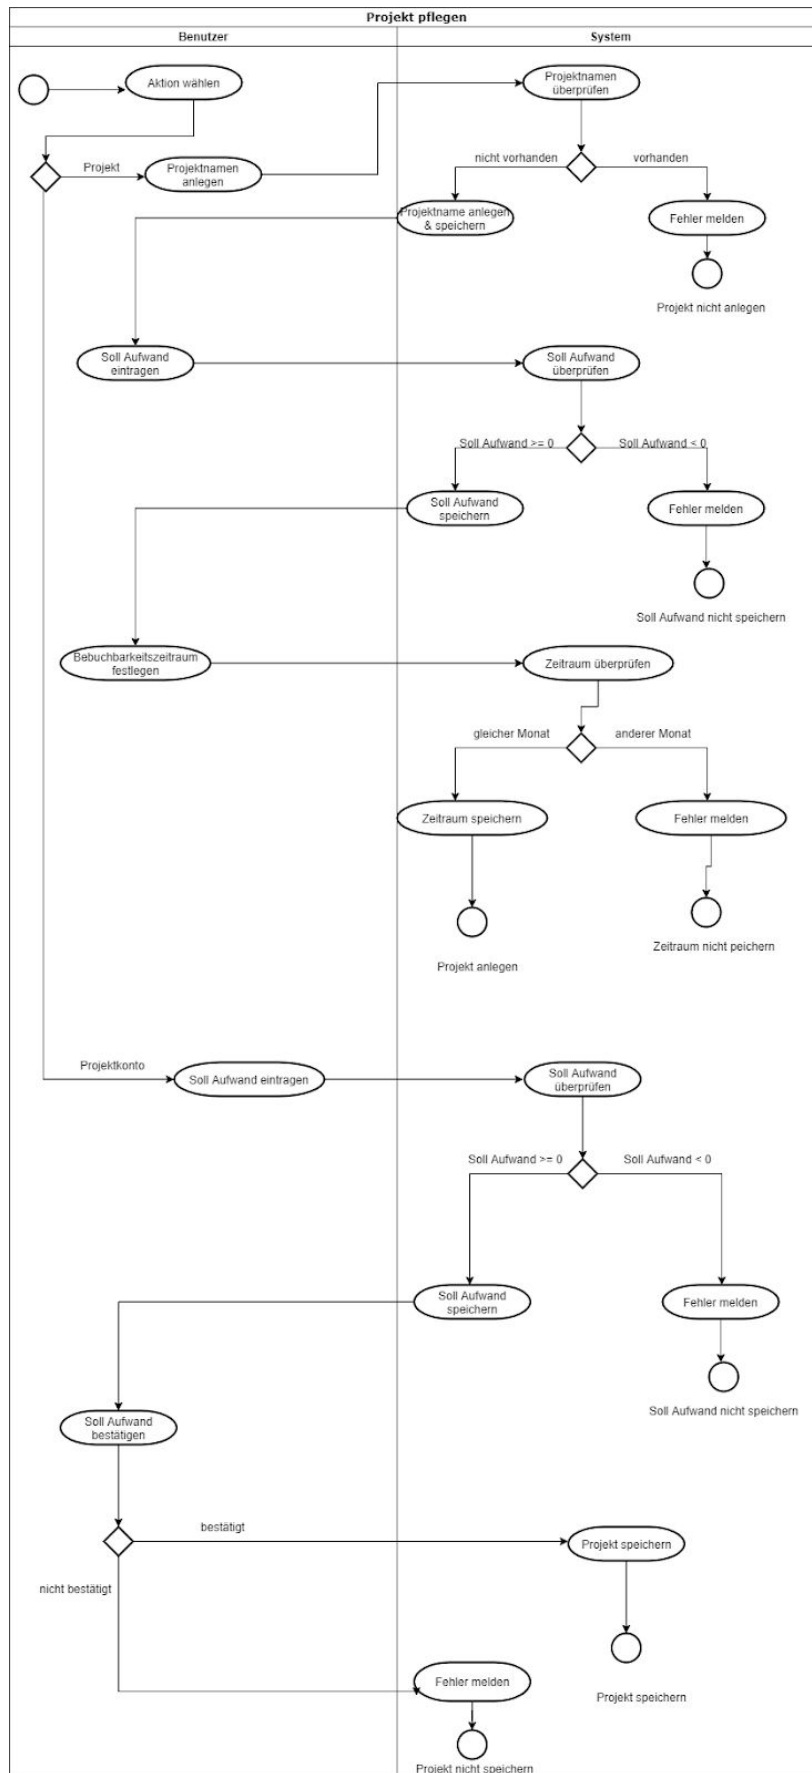 Projekt pflegen
Benutzer
System
Aktion wählen
Projektnamen
überprüfen
Projekt
Projektnamen
anlegen
nicht vorhanden
vorhanden
Projektname anlegen
& speichern
Fehler melden
Projekt nicht anlegen
Soll Aufwand
eintragen
Soll Aufwand
überprüfen
Soll Aufwand >= 0
Soll Aufwand < 0
Soll Aufwand
speichern
Fehler melden
Soll Aufwand nicht speichern
Bebuchbarkeitszeitraum
festlegen
Zeitraum überprüfen
gleicher Monat
anderer Monat
Zeitraum speichern
Fehler melden
Zeitraum nicht peichern
Projekt anlegen
Projektkonto
Soll Aufwand eintragen
Soll Aufwand
überprüfen
Soll Aufwand >= 0
Soll Aufwand < 0
Soll Aufwand
speichern
Fehler melden
Soll Aufwand nicht speichern
Soll Aufwand
bestätigen
bestätigt
Projekt speichern
nicht bestätigt
Fehler melden
Projekt speichern
Projekt nicht speichern